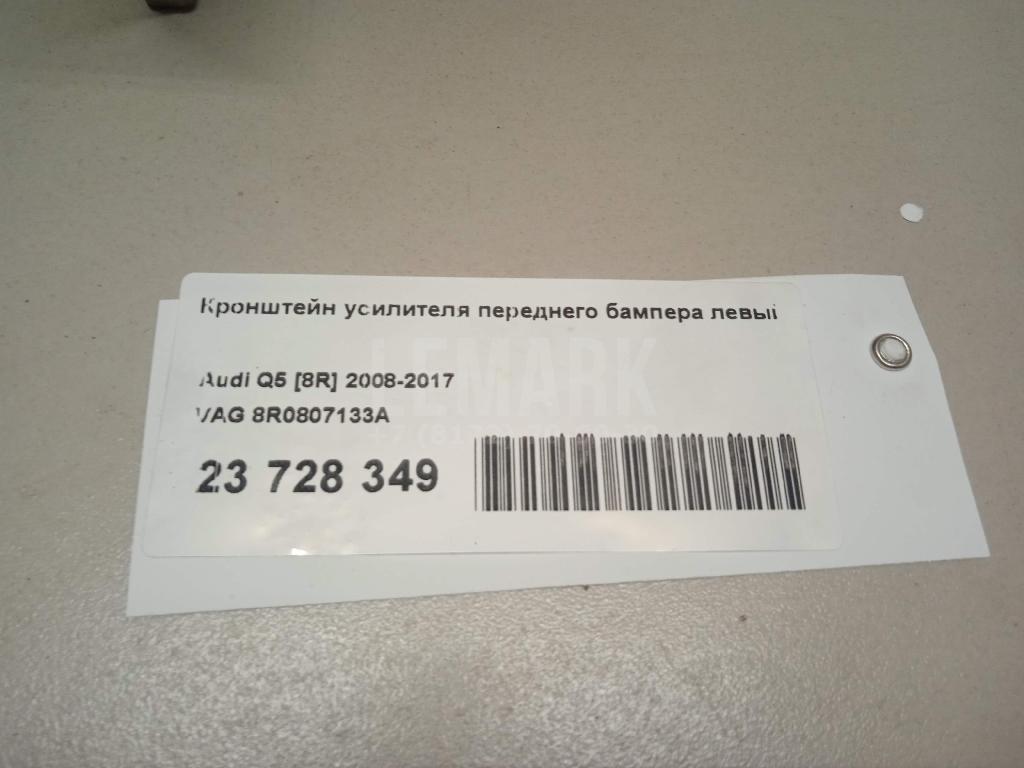 Кронштейн усилителя переднего бампера левый
Audi Q5 [8R] 2008-2017
VAG 8R0807133A
23 728 349
LEMARK